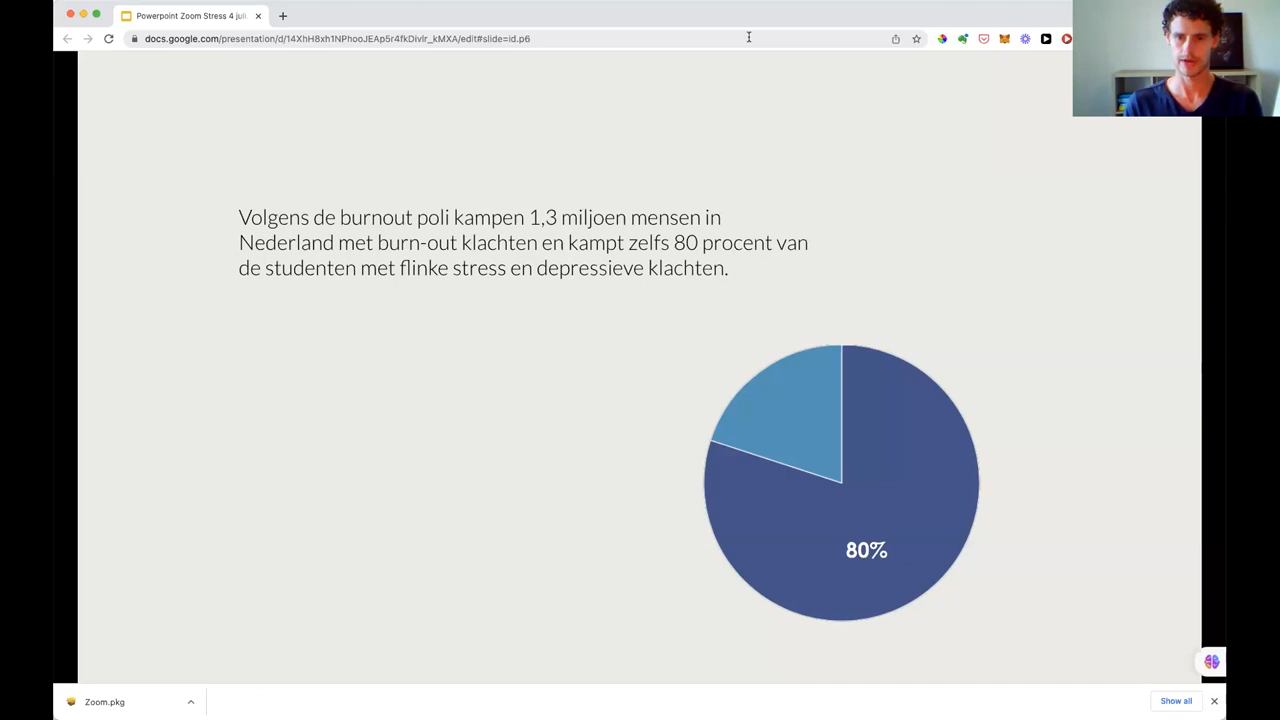 Powerpoint Zoom Stress 4 juli
docs.google.com/presentation/d/14XhH8xh1NPhooJEAp5r4fkDivlr_kMXA/edit#slide=id.p6
Volgens de burnout poli kampen 1,3 miljoen mensen in
Nederland met burn-out klachten en kampt zelfs 80 procent van
de studenten met flinke stress en depressieve klachten.
80%
Zoom.pkg
Show all